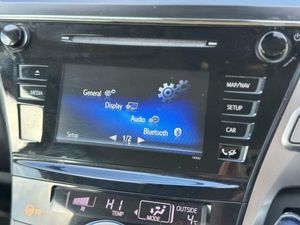 General
Display
MEDIA
MAP/NAV
Audio
SETUP
Bluetooth
1/2
CAR
Setup
HI
TEMP
MODE
OUTSIDE
4°c